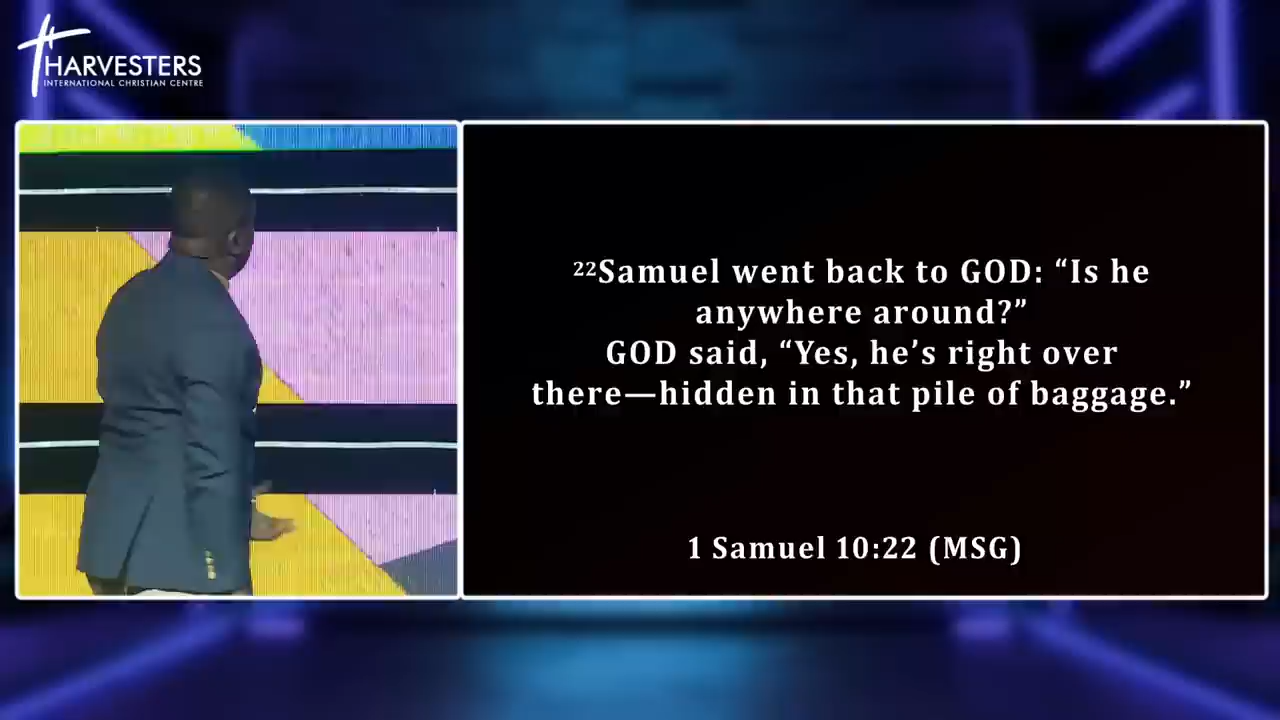 HARVESTERS
INTERNATIONAL CHRISTIAN CENTRE
²²Samuel went back to GOD: “Is he
anywhere around?”
GOD said, “Yes, he’s right over
there—hidden in that pile of baggage.”
1 Samuel 10:22 (MSG)